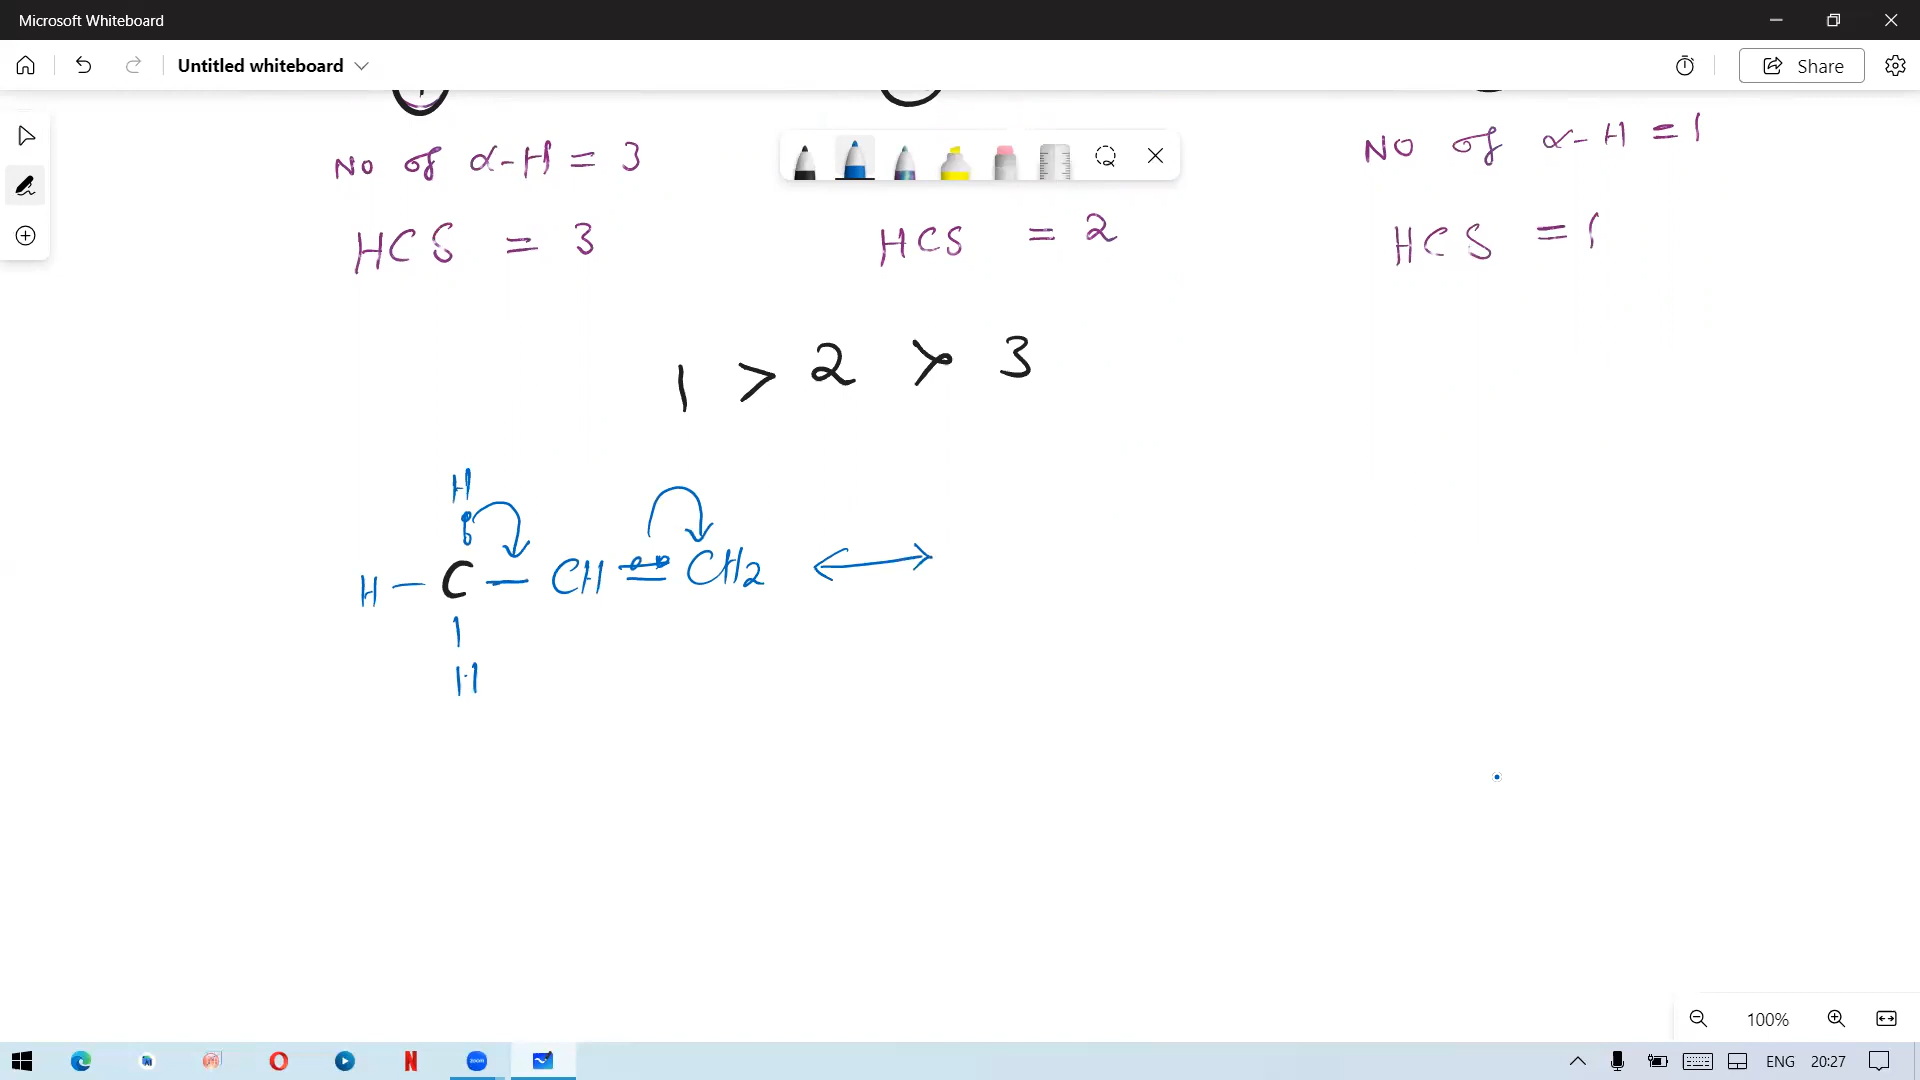 Microsoft Whiteboard
Untitled whiteboard
Share
NO of α-H = 3
NO of α-H = 1
HCS = 3
HCS = 2
HCS = 1
1 > 2 > 3
H
H - C - CH = CH2 ⟷
H
100%
zoom
N
ENG
20:27